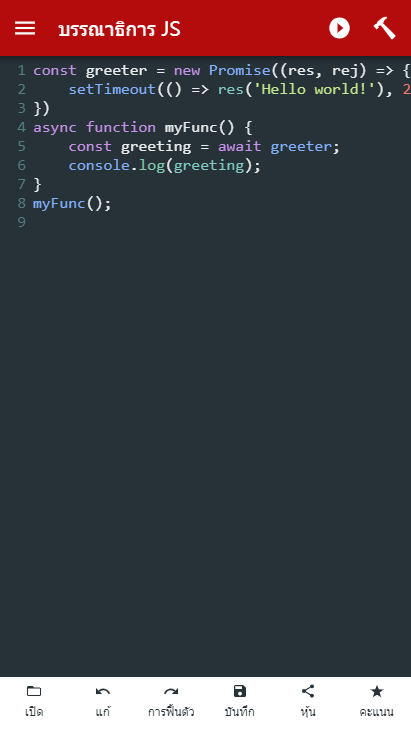 บรรณาธิการ JS
1 const greeter = new Promise((res, rej) => {
2 setTimeout(() => res('Hello world!'), 2
3 })
4 async function myFunc() {
5 const greeting = await greeter;
6 console.log(greeting);
7 }
8 myFunc();
9
เปิด แก้ การฟื้นตัว บันทึก หุ้น คะแนน